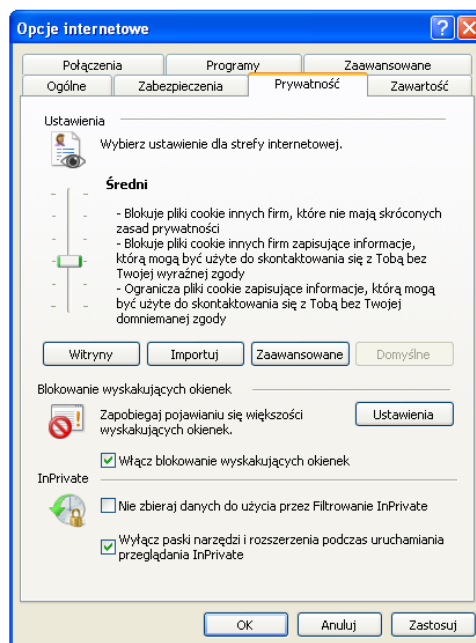 Opcje internetowe
Połączenia Programy Zaawansowane
Ogólne Zabezpieczenia Prywatność Zawartość
Ustawienia
Wybierz ustawienie dla strefy internetowej.
Średni
- Blokuje pliki cookie innych firm, które nie mają skróconych
zasad prywatności
- Blokuje pliki cookie innych firm zapisujące informacje,
którą mogą być użyte do skontaktowania się z Tobą bez
Twojej wyraźnej zgody
- Ogranicza pliki cookie zapisujące informacje, którą mogą
być użyte do skontaktowania się z Tobą bez Twojej
domniemanej zgody
Witryny Importuj Zaawansowane Domyślne
Blokowanie wyskakujących okienek
Zapobiegaj pojawianiu się większości
wyskakujących okienek.
Ustawienia
Włącz blokowanie wyskakujących okienek
InPrivate
Nie zbieraj danych do użycia przez Filtrowanie InPrivate
Wyłącz paski narzędzi i rozszerzenia podczas uruchamiania
przeglądania InPrivate
OK Anuluj Zastosuj